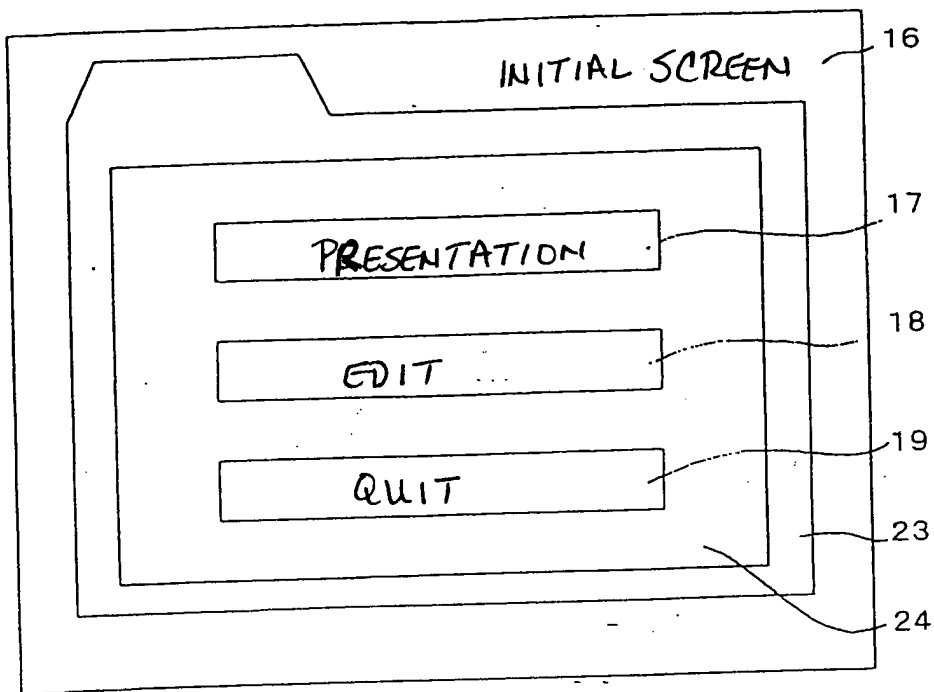 INITIAL SCREEN 16
17
PRESENTATION
18
EDIT
19
QUIT
23
24